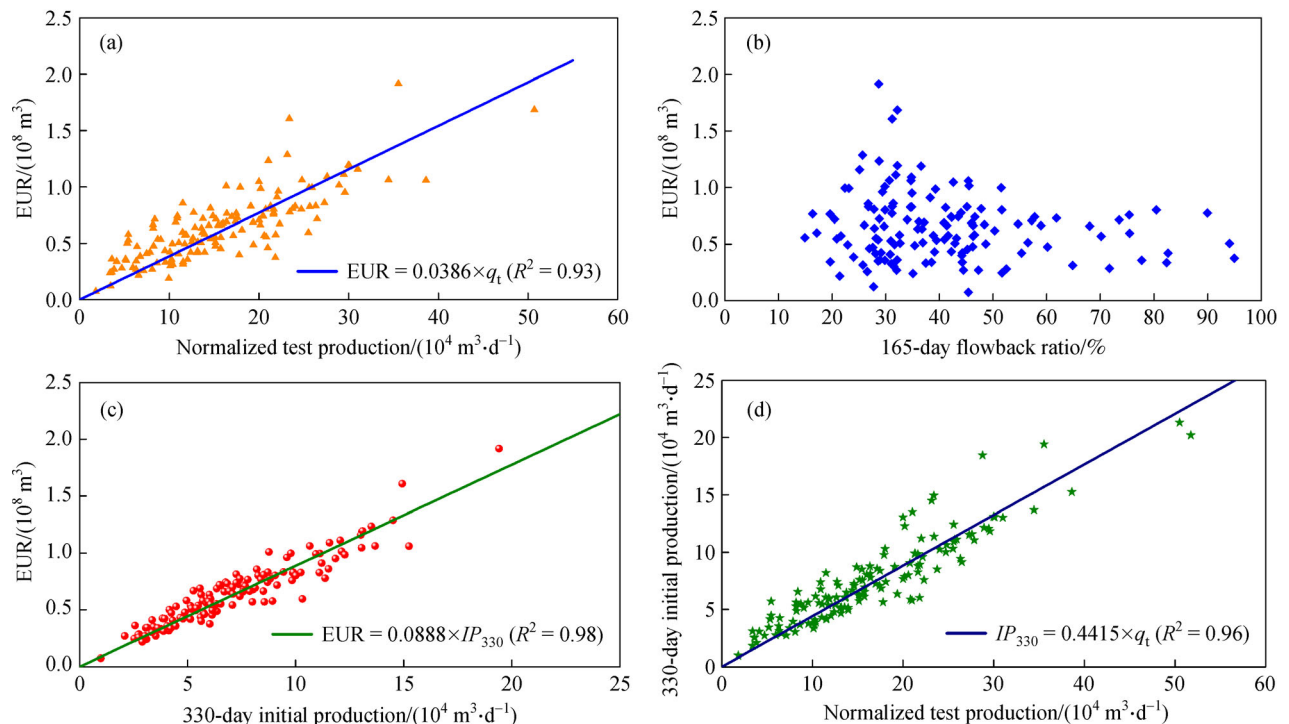 (a)
EUR/(10⁸ m³)
2.5
2.0
1.5
1.0
0.5
0.0
EUR = 0.0386×qₜ (R² = 0.93)
0 10 20 30 40 50 60
Normalized test production/(10⁴ m³·d⁻¹)
(b)
EUR/(10⁸ m³)
2.5
2.0
1.5
1.0
0.5
0.0
10 20 30 40 50 60 70 80 90 100
165-day flowback ratio/%
(c)
EUR/(10⁸ m³)
2.5
2.0
1.5
1.0
0.5
0.0
EUR = 0.0888×IP₃₃₀ (R² = 0.98)
0 5 10 15 20 25
330-day initial production/(10⁴ m³·d⁻¹)
(d)
330-day initial production/(10⁴ m³·d⁻¹)
25
20
15
10
5
0
IP₃₃₀ = 0.4415×qₜ (R² = 0.96)
0 10 20 30 40 50 60
Normalized test production/(10⁴ m³·d⁻¹)